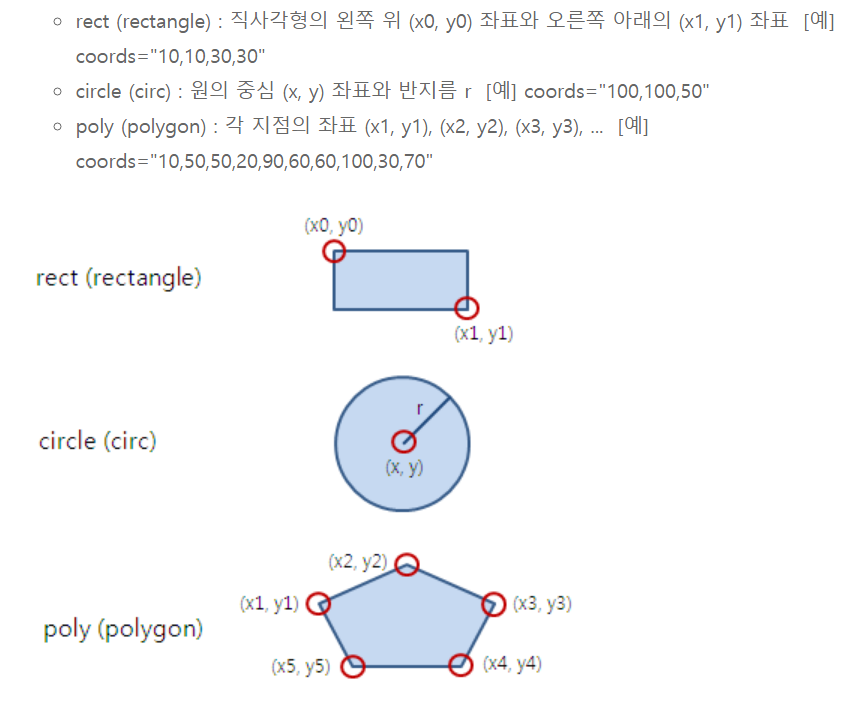 rect (rectangle) : 직사각형의 왼쪽 위 (x0, y0) 좌표와 오른쪽 아래의 (x1, y1) 좌표 [예]
coords="10,10,30,30"
circle (circ) : 원의 중심 (x, y) 좌표와 반지름 r [예] coords="100,100,50"
poly (polygon) : 각 지점의 좌표 (x1, y1), (x2, y2), (x3, y3), ... [예]
coords="10,50,50,20,90,60,60,100,30,70"
(x0, y0)
rect (rectangle)
(x1, y1)
r
circle (circ)
(x, y)
(x2, y2)
(x1, y1)
(x3, y3)
poly (polygon)
(x5, y5)
(x4, y4)